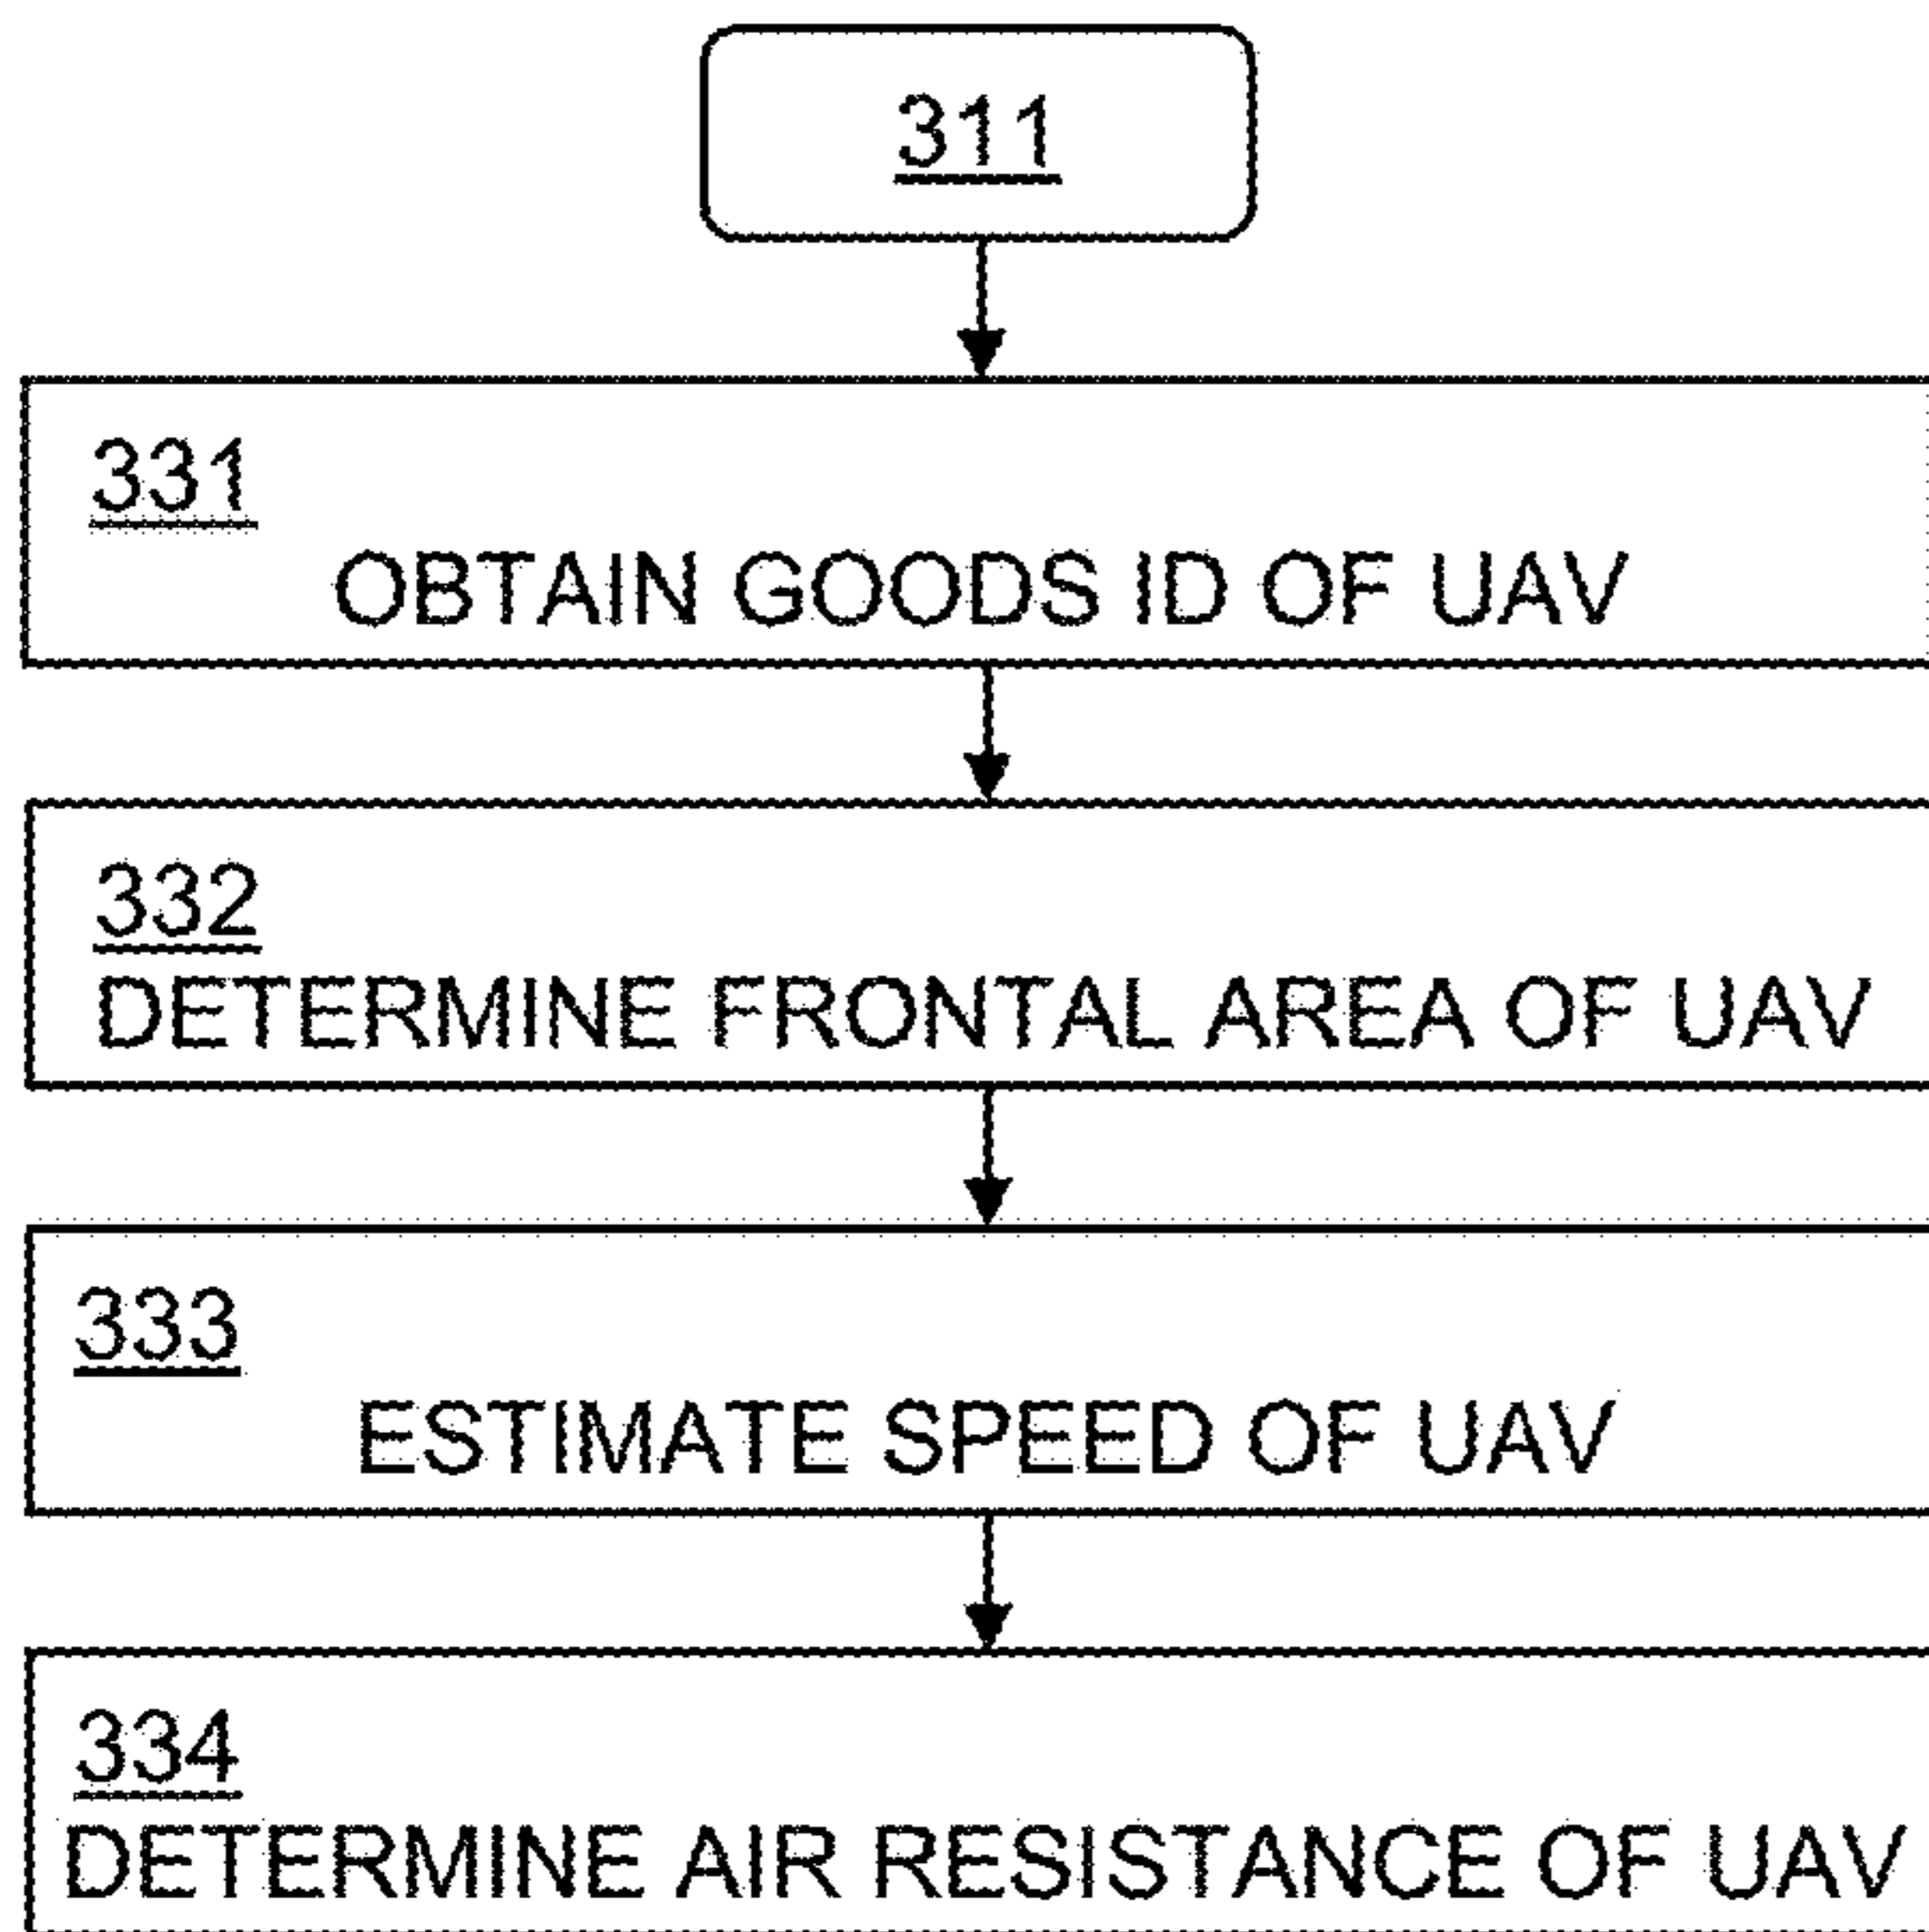 311
331
OBTAIN GOODS ID OF UAV
332
DETERMINE FRONTAL AREA OF UAV
333
ESTIMATE SPEED OF UAV
334
DETERMINE AIR RESISTANCE OF UAV